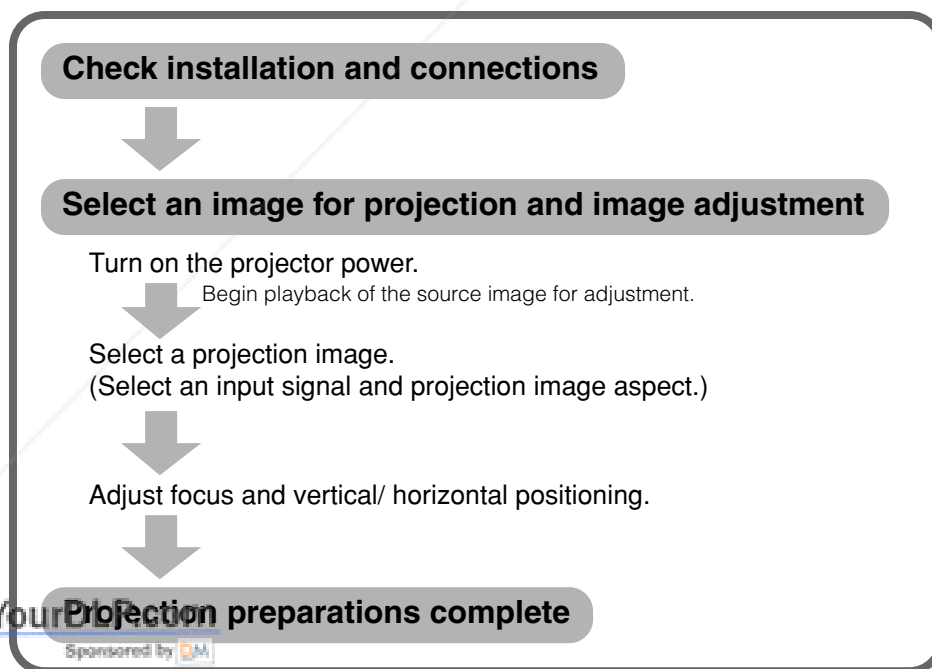 Check installation and connections
Select an image for projection and image adjustment
Turn on the projector power.
Begin playback of the source image for adjustment.
Select a projection image.
(Select an input signal and projection image aspect.)
Adjust focus and vertical/ horizontal positioning.
Projection preparations complete
Sponsored by